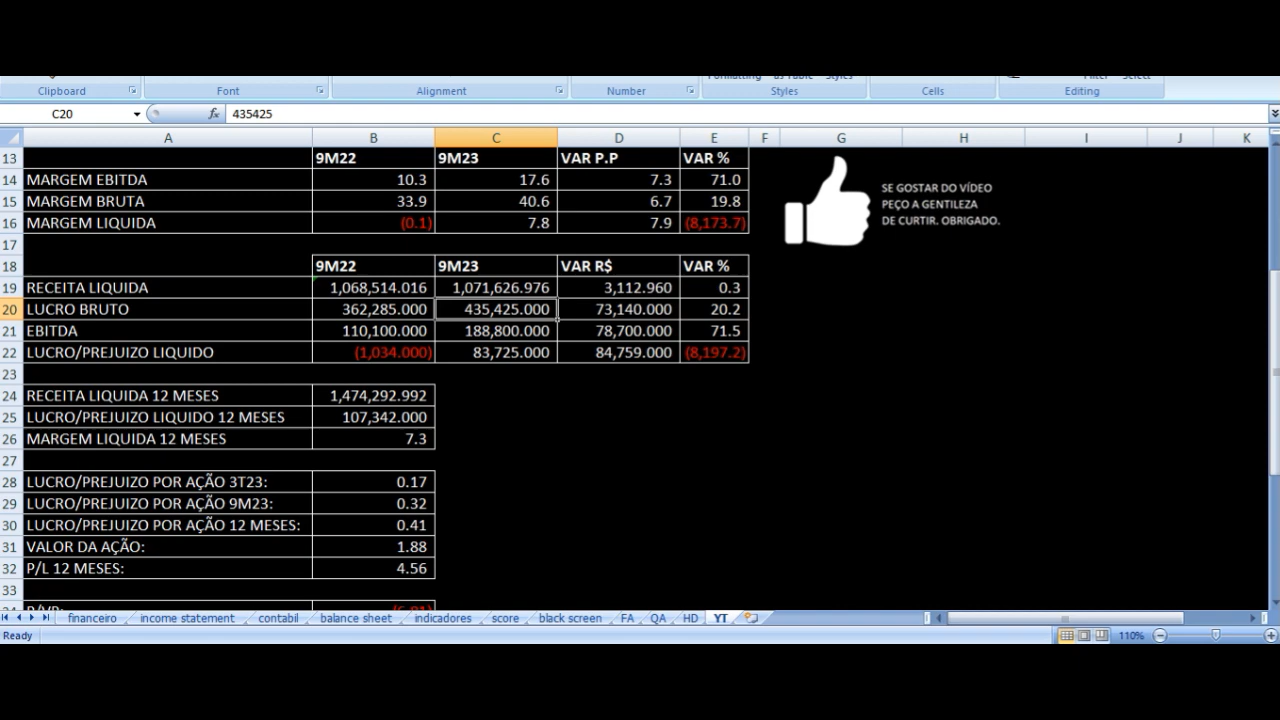 Formatting as Table Styles Filter Select
Clipboard Font Alignment Number Styles Cells Editing
C20 fx 435425
A B C D E F G H I J K
13 9M22 9M23 VAR P.P VAR %
14 MARGEM EBITDA 10.3 17.6 7.3 71.0
15 MARGEM BRUTA 33.9 40.6 6.7 19.8
16 MARGEM LIQUIDA (0.1) 7.8 7.9 (8,173.7)
SE GOSTAR DO VÍDEO
PEÇO A GENTILEZA
DE CURTIR. OBRIGADO.
17
18 9M22 9M23 VAR R$ VAR %
19 RECEITA LIQUIDA 1,068,514.016 1,071,626.976 3,112.960 0.3
20 LUCRO BRUTO 362,285.000 435,425.000 73,140.000 20.2
21 EBITDA 110,100.000 188,800.000 78,700.000 71.5
22 LUCRO/PREJUIZO LIQUIDO (1,034.000) 83,725.000 84,759.000 (8,197.2)
23
24 RECEITA LIQUIDA 12 MESES 1,474,292.992
25 LUCRO/PREJUIZO LIQUIDO 12 MESES 107,342.000
26 MARGEM LIQUIDA 12 MESES 7.3
27
28 LUCRO/PREJUIZO POR AÇÃO 3T23: 0.17
29 LUCRO/PREJUIZO POR AÇÃO 9M23: 0.32
30 LUCRO/PREJUIZO POR AÇÃO 12 MESES: 0.41
31 VALOR DA AÇÃO: 1.88
32 P/L 12 MESES: 4.56
33
34 P/VP:
financeiro income statement contabil balance sheet indicadores score black screen FA QA HD YT
Ready 110%